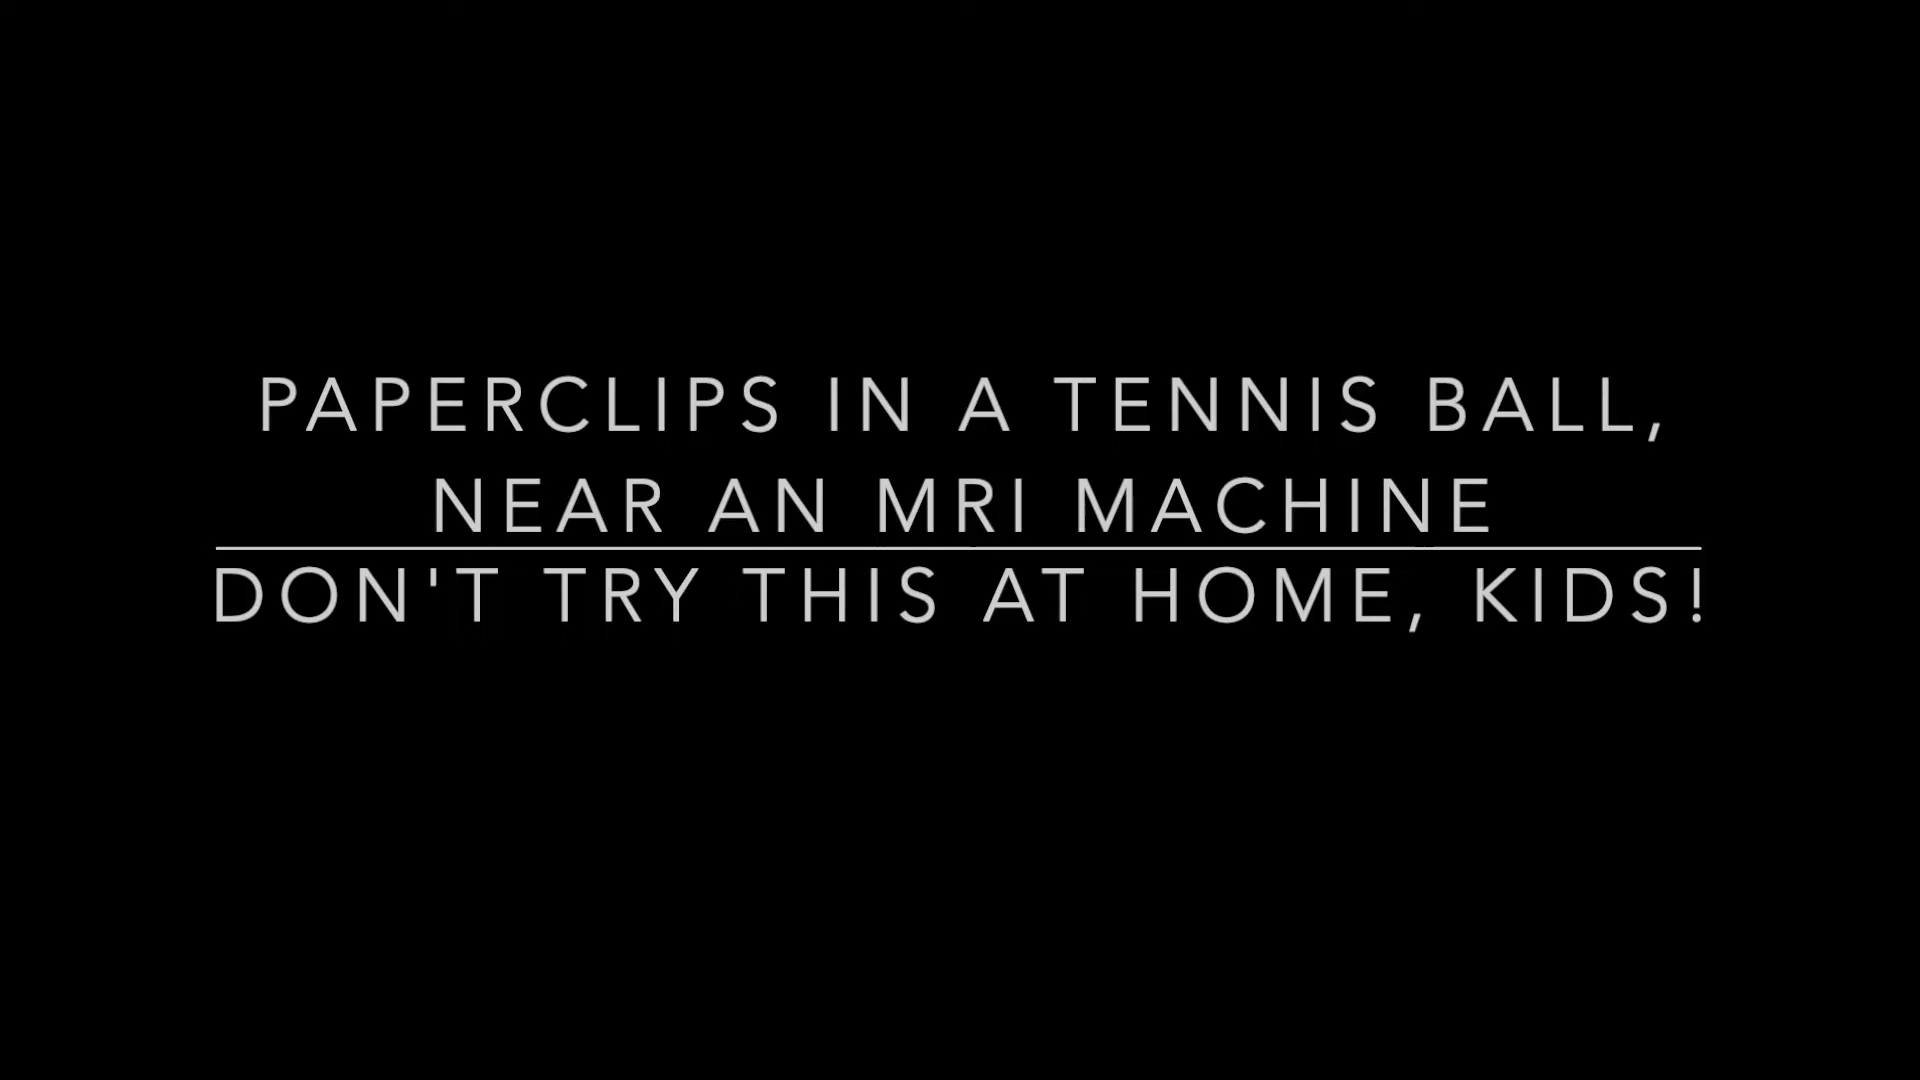 PAPERCLIPS IN A TENNIS BALL,
NEAR AN MRI MACHINE
DON'T TRY THIS AT HOME, KIDS!